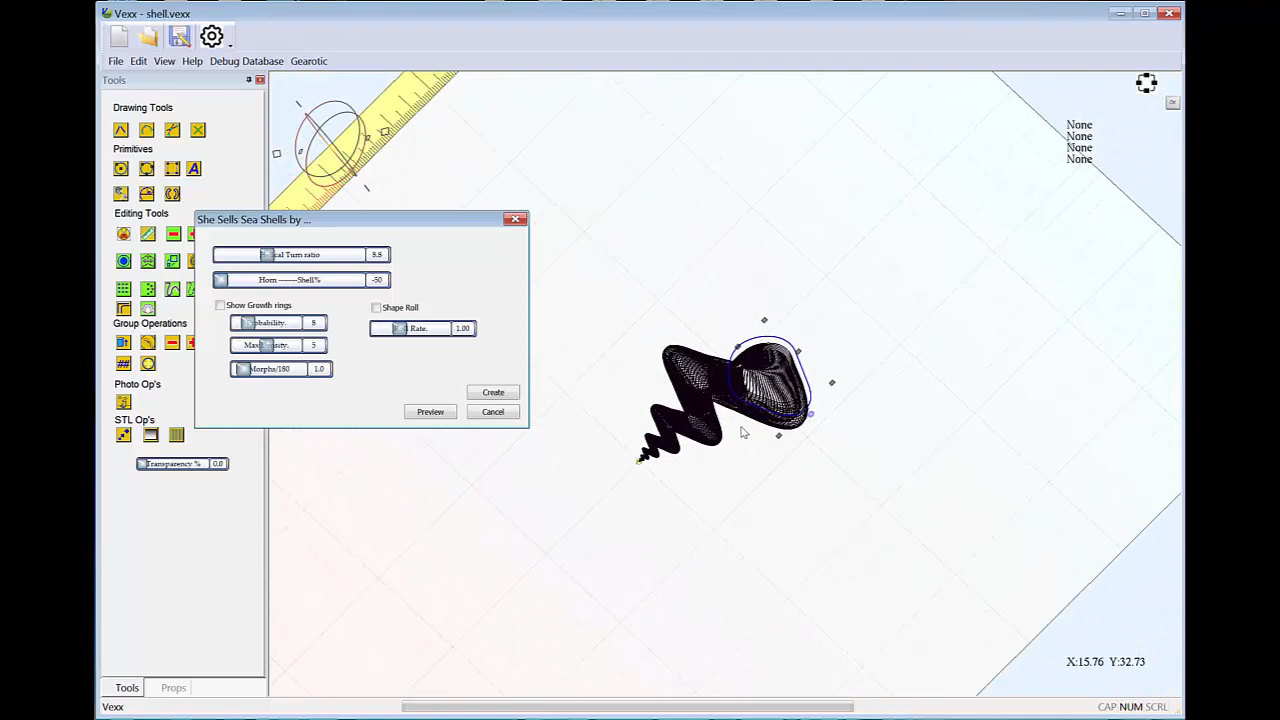 Vexx - shell.vexx
File Edit View Help Debug Database Gearotic
Tools
Drawing Tools
Primitives
A
Editing Tools
Group Operations
Photo Op's
STL Op's
Transparency % 0.0
She Sells Sea Shells by ...
Turn ratio 8.8
Horn --------Shell% -50
Show Growth rings
Shape Roll
8
Rate. 1.00
5
Morphs/180 1.0
Create
Preview
Cancel
None
None
None
None
X:15.76 Y:32.73
Tools Props
Vexx
CAP NUM SCRL